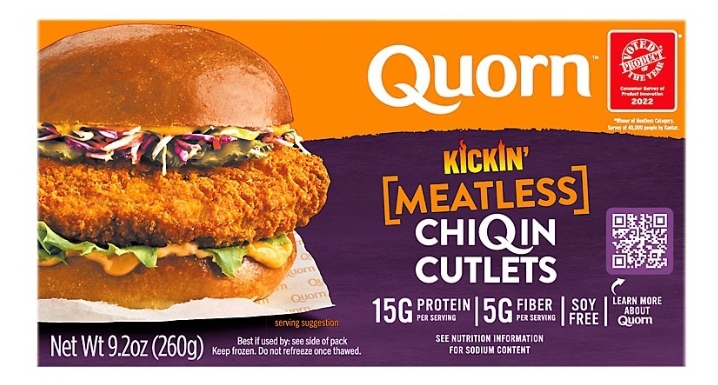 Quorn™
VOTED
PRODUCT
OF
THE YEAR
Consumer Survey of
Product Innovation
2022
*Winner of Meatless Category.
Survey of 40,000 people by Kantar.
KICKIN'
[MEATLESS]
CHIQIN
CUTLETS
15G PROTEIN PER SERVING | 5G FIBER PER SERVING | SOY FREE
LEARN MORE
ABOUT
Quorn
SEE NUTRITION INFORMATION
FOR SODIUM CONTENT
Quorn
Quorn
Quorn
serving suggestion
Net Wt 9.2oz (260g)
Best if used by: see side of pack
Keep frozen. Do not refreeze once thawed.